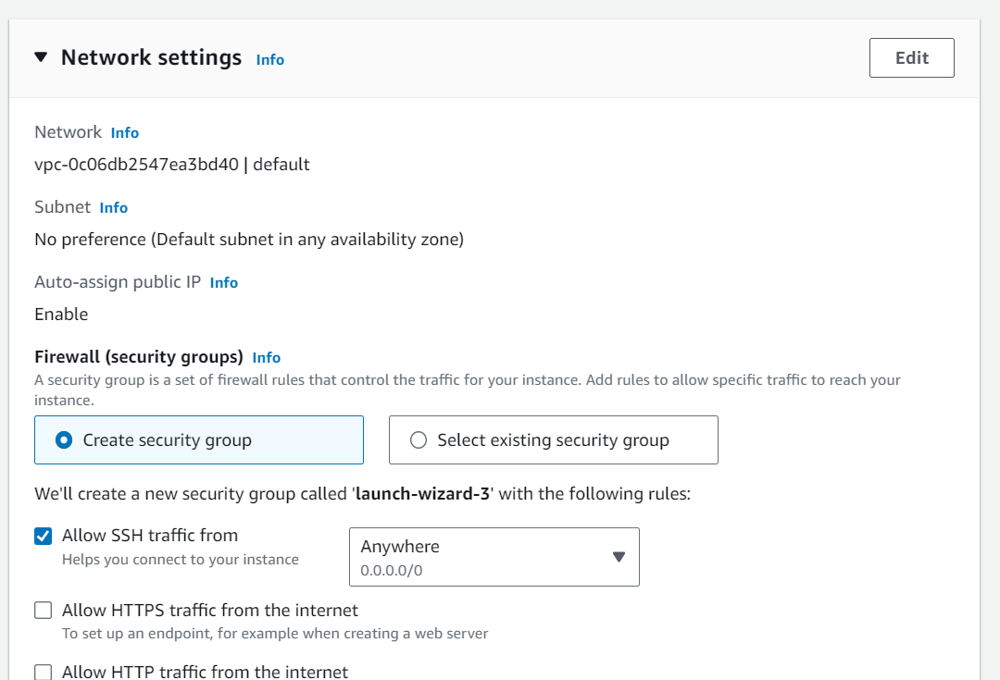 Network settings Info
Edit
Network Info
vpc-0c06db2547ea3bd40 | default
Subnet Info
No preference (Default subnet in any availability zone)
Auto-assign public IP Info
Enable
Firewall (security groups) Info
A security group is a set of firewall rules that control the traffic for your instance. Add rules to allow specific traffic to reach your
instance.
Create security group
Select existing security group
We'll create a new security group called 'launch-wizard-3' with the following rules:
Allow SSH traffic from
Helps you connect to your instance
Anywhere
0.0.0.0/0
Allow HTTPS traffic from the internet
To set up an endpoint, for example when creating a web server
Allow HTTP traffic from the internet